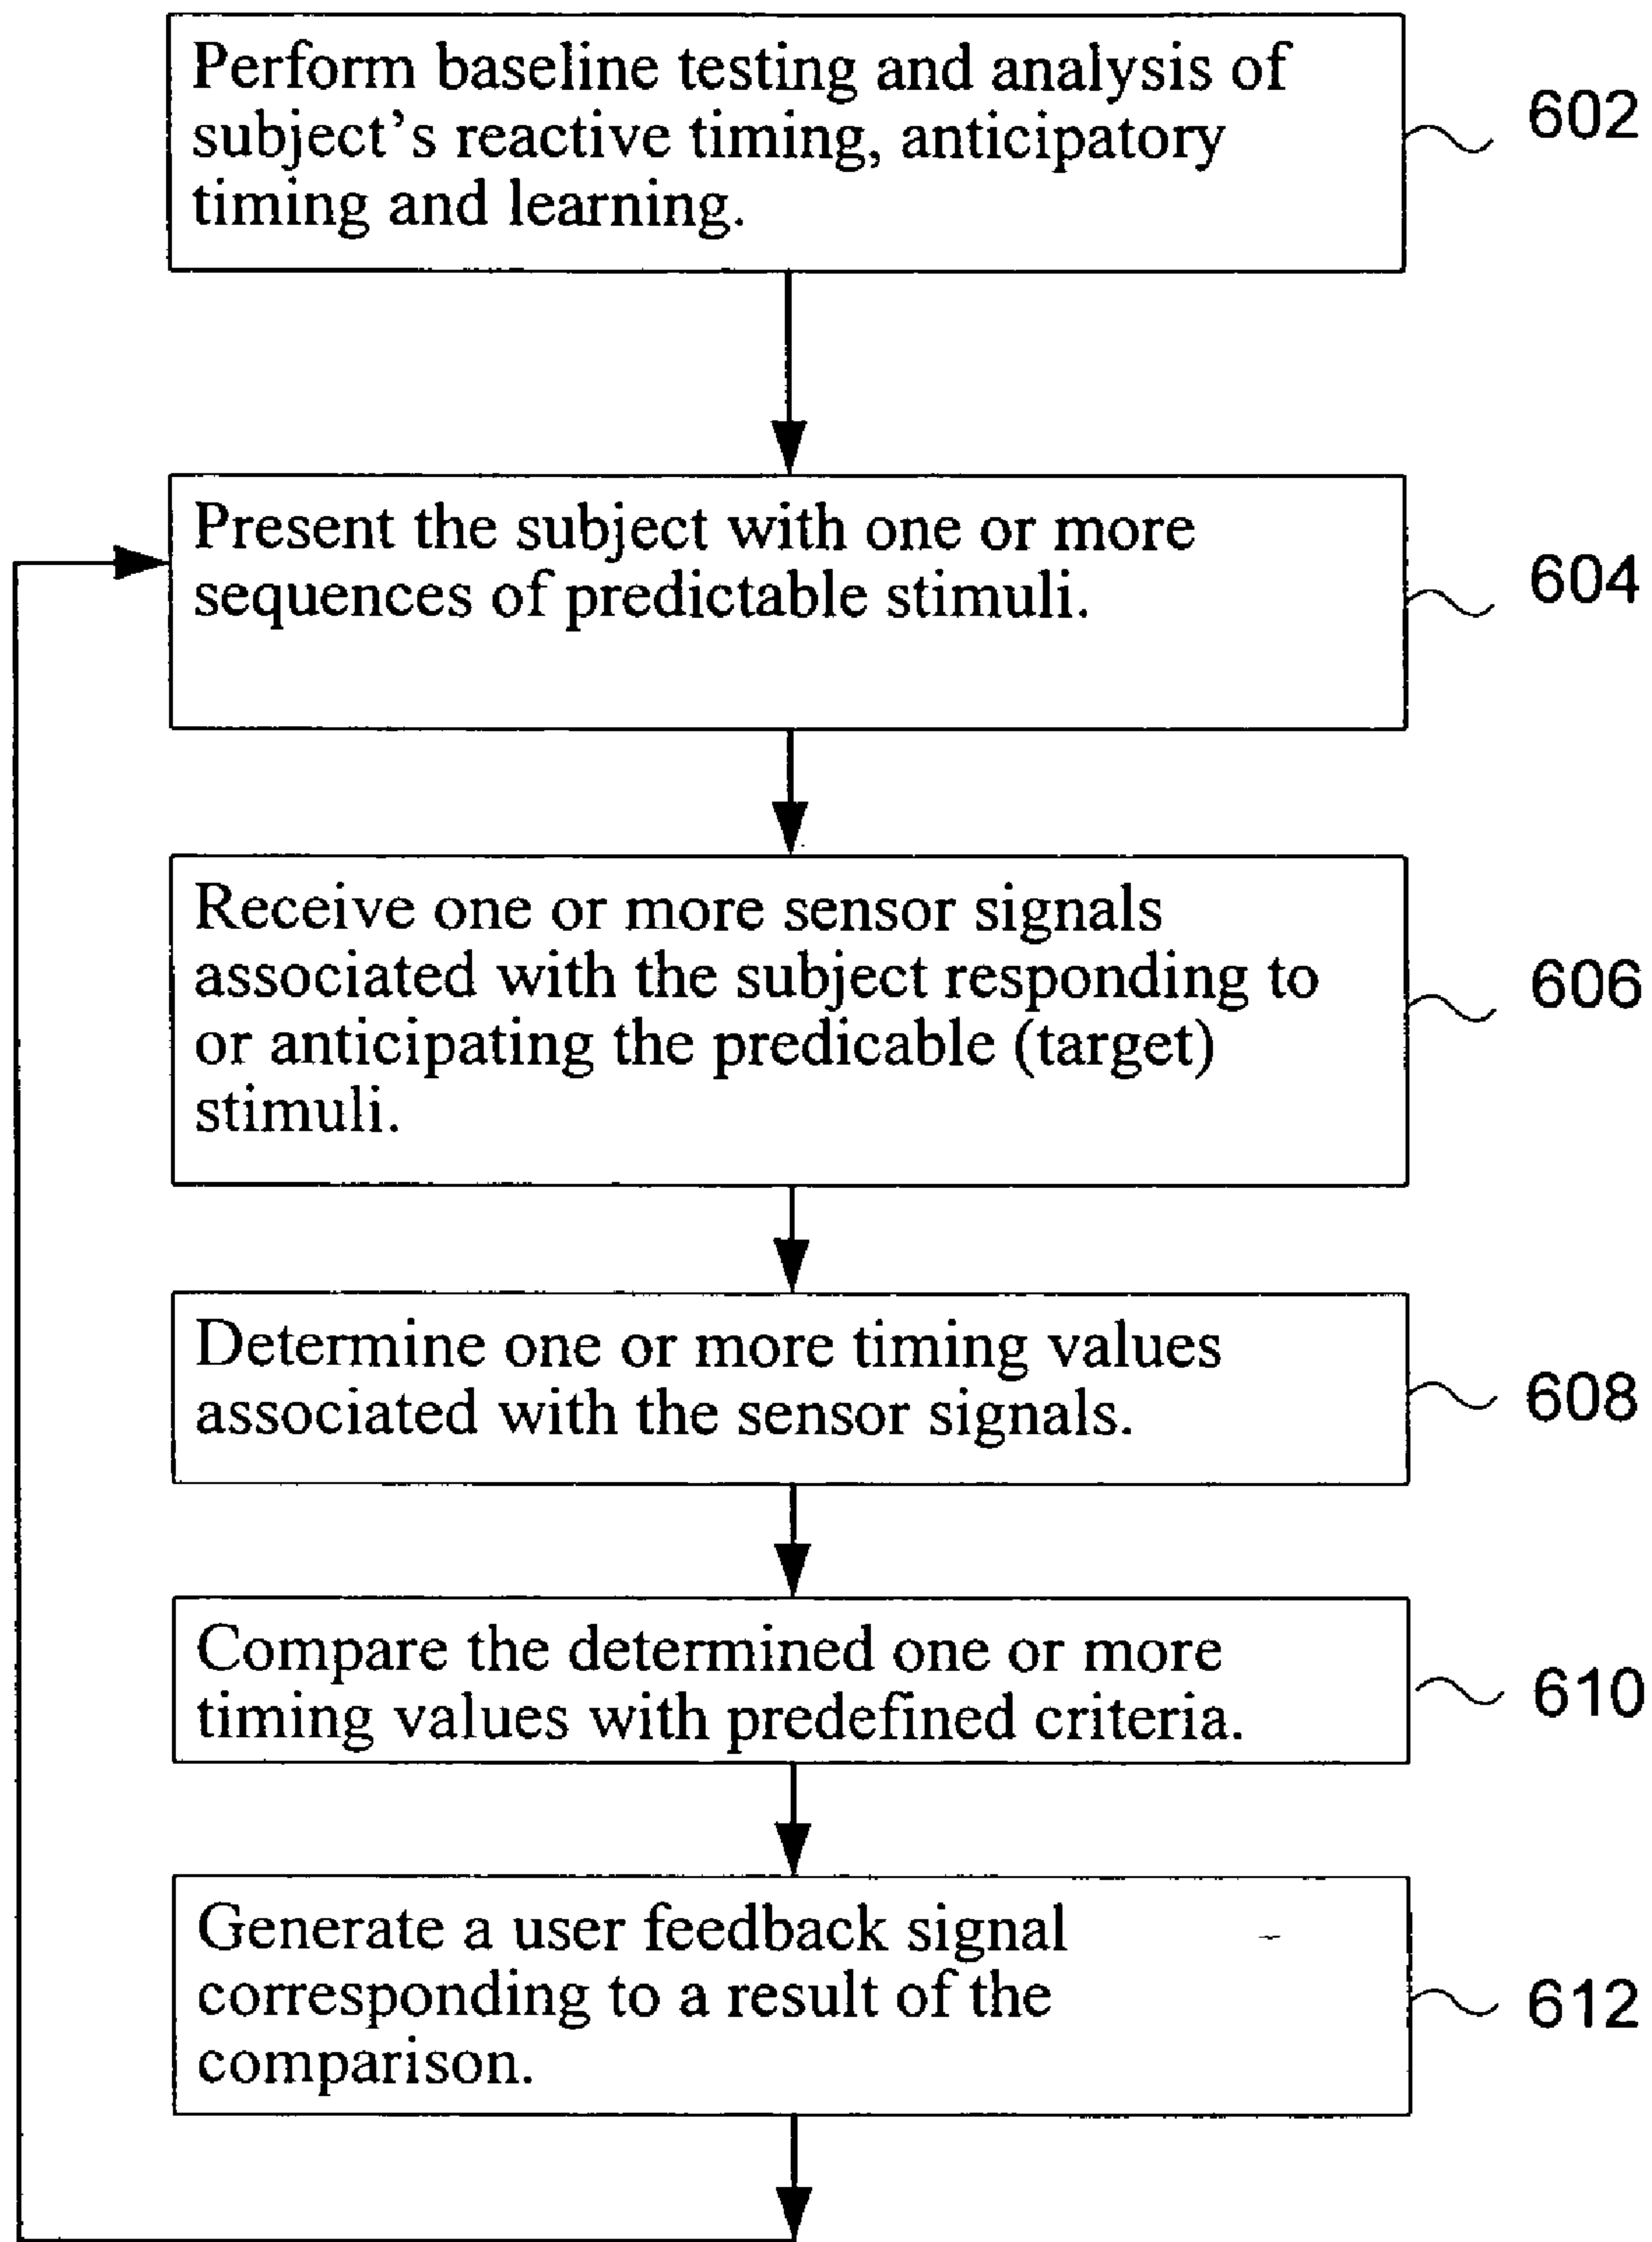 Perform baseline testing and analysis of
subject's reactive timing, anticipatory
timing and learning.
602
Present the subject with one or more
sequences of predictable stimuli.
604
Receive one or more sensor signals
associated with the subject responding to
or anticipating the predicable (target)
stimuli.
606
Determine one or more timing values
associated with the sensor signals.
608
Compare the determined one or more
timing values with predefined criteria.
610
Generate a user feedback signal
corresponding to a result of the
comparison.
612